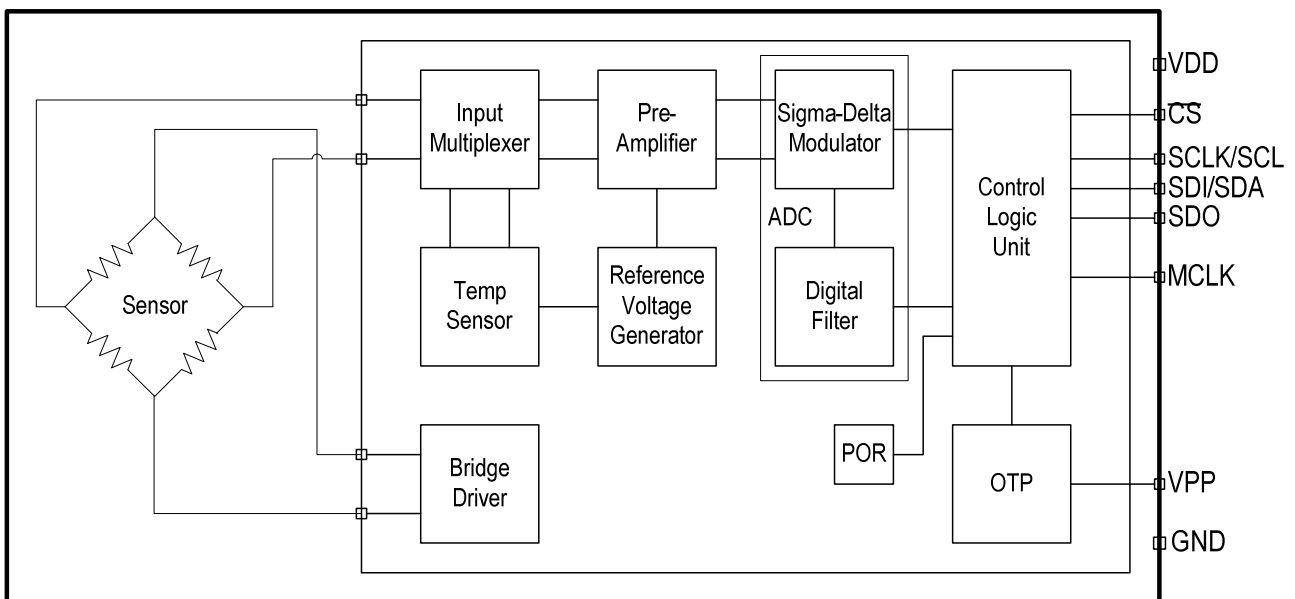 VDD
Input
Multiplexer
Pre-
Amplifier
Sigma-Delta
Modulator
CS
SCLK/SCL
SDI/SDA
SDO
Control
Logic
Unit
ADC
MCLK
Sensor
Temp
Sensor
Reference
Voltage
Generator
Digital
Filter
Bridge
Driver
POR
OTP
VPP
GND